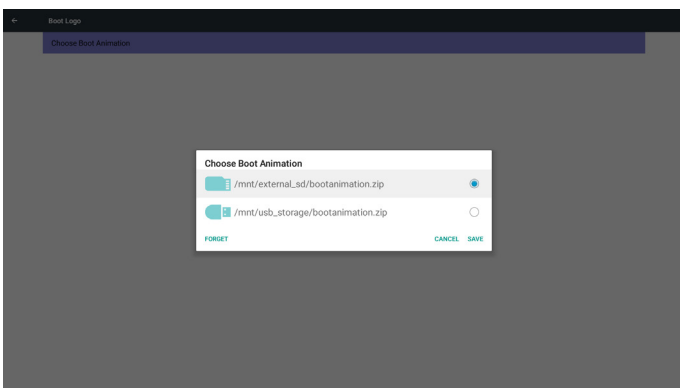 Boot Logo
Choose Boot Animation
Choose Boot Animation
/mnt/external_sd/bootanimation.zip
/mnt/usb_storage/bootanimation.zip
FORGET CANCEL SAVE